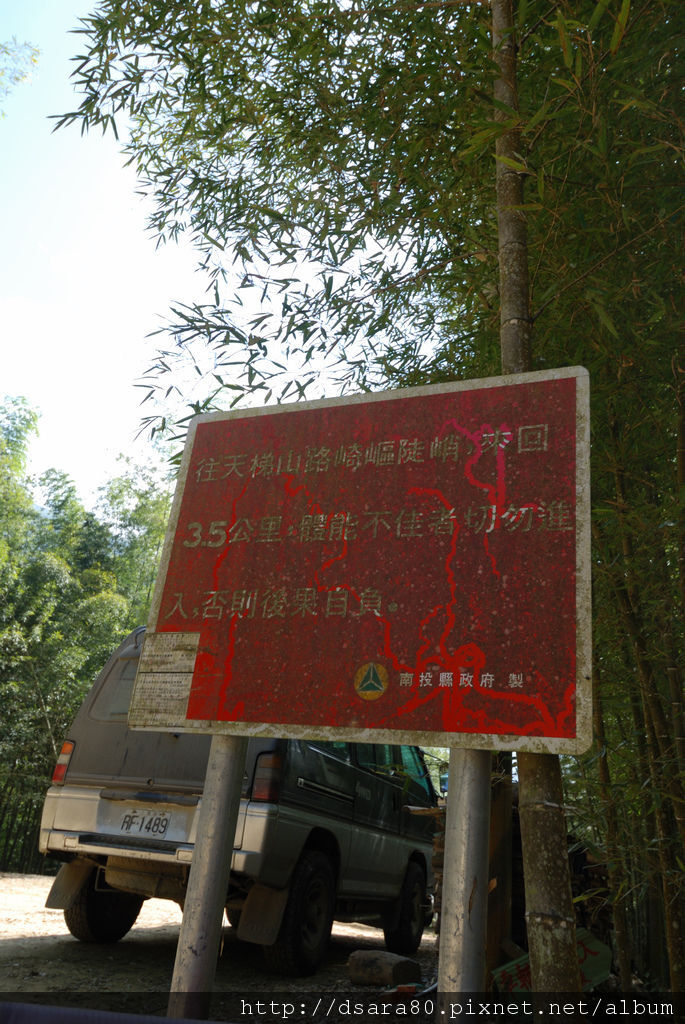 往天梯山路崎嶇陡峭,來回
3.5公里,體能不佳者切勿進
入,否則後果自負。
南投縣政府 製
RF-1489
http://dsara80.pixnet.net/album